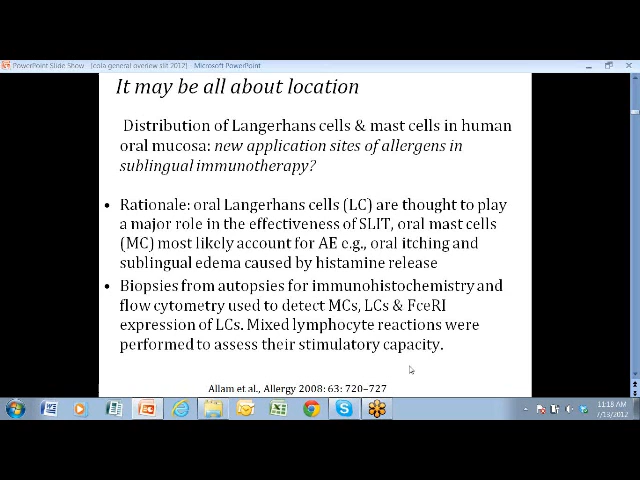 PowerPoint Slide Show - (cola general overiew slit 2012) - Microsoft PowerPoint
It may be all about location
Distribution of Langerhans cells & mast cells in human
oral mucosa: new application sites of allergens in
sublingual immunotherapy?
• Rationale: oral Langerhans cells (LC) are thought to play
a major role in the effectiveness of SLIT, oral mast cells
(MC) most likely account for AE e.g., oral itching and
sublingual edema caused by histamine release
• Biopsies from autopsies for immunohistochemistry and
flow cytometry used to detect MCs, LCs & FceRI
expression of LCs. Mixed lymphocyte reactions were
performed to assess their stimulatory capacity.
Allam et al., Allergy 2008: 63: 720–727
11:18 AM
7/13/2012